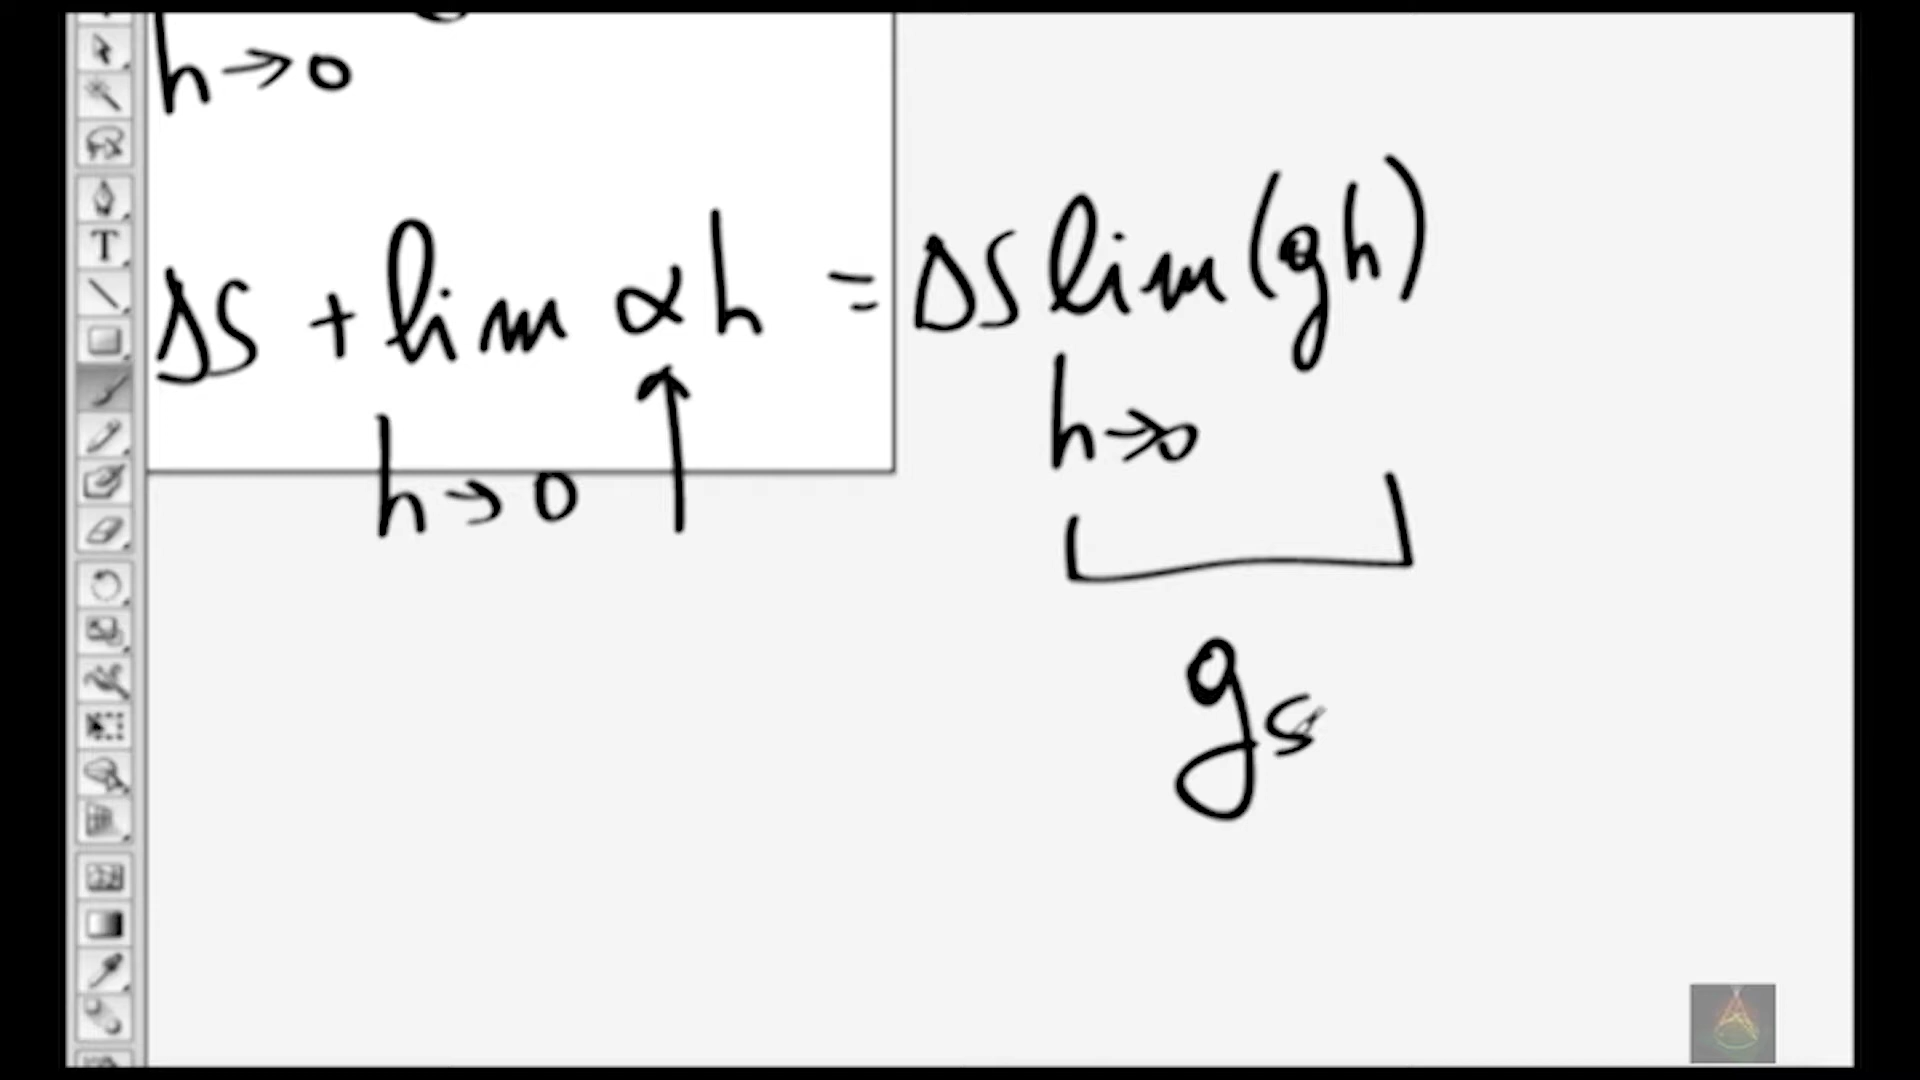 h→0
ΔS + lim αh = ΔS lim(gh)
h→0 h→0
gs